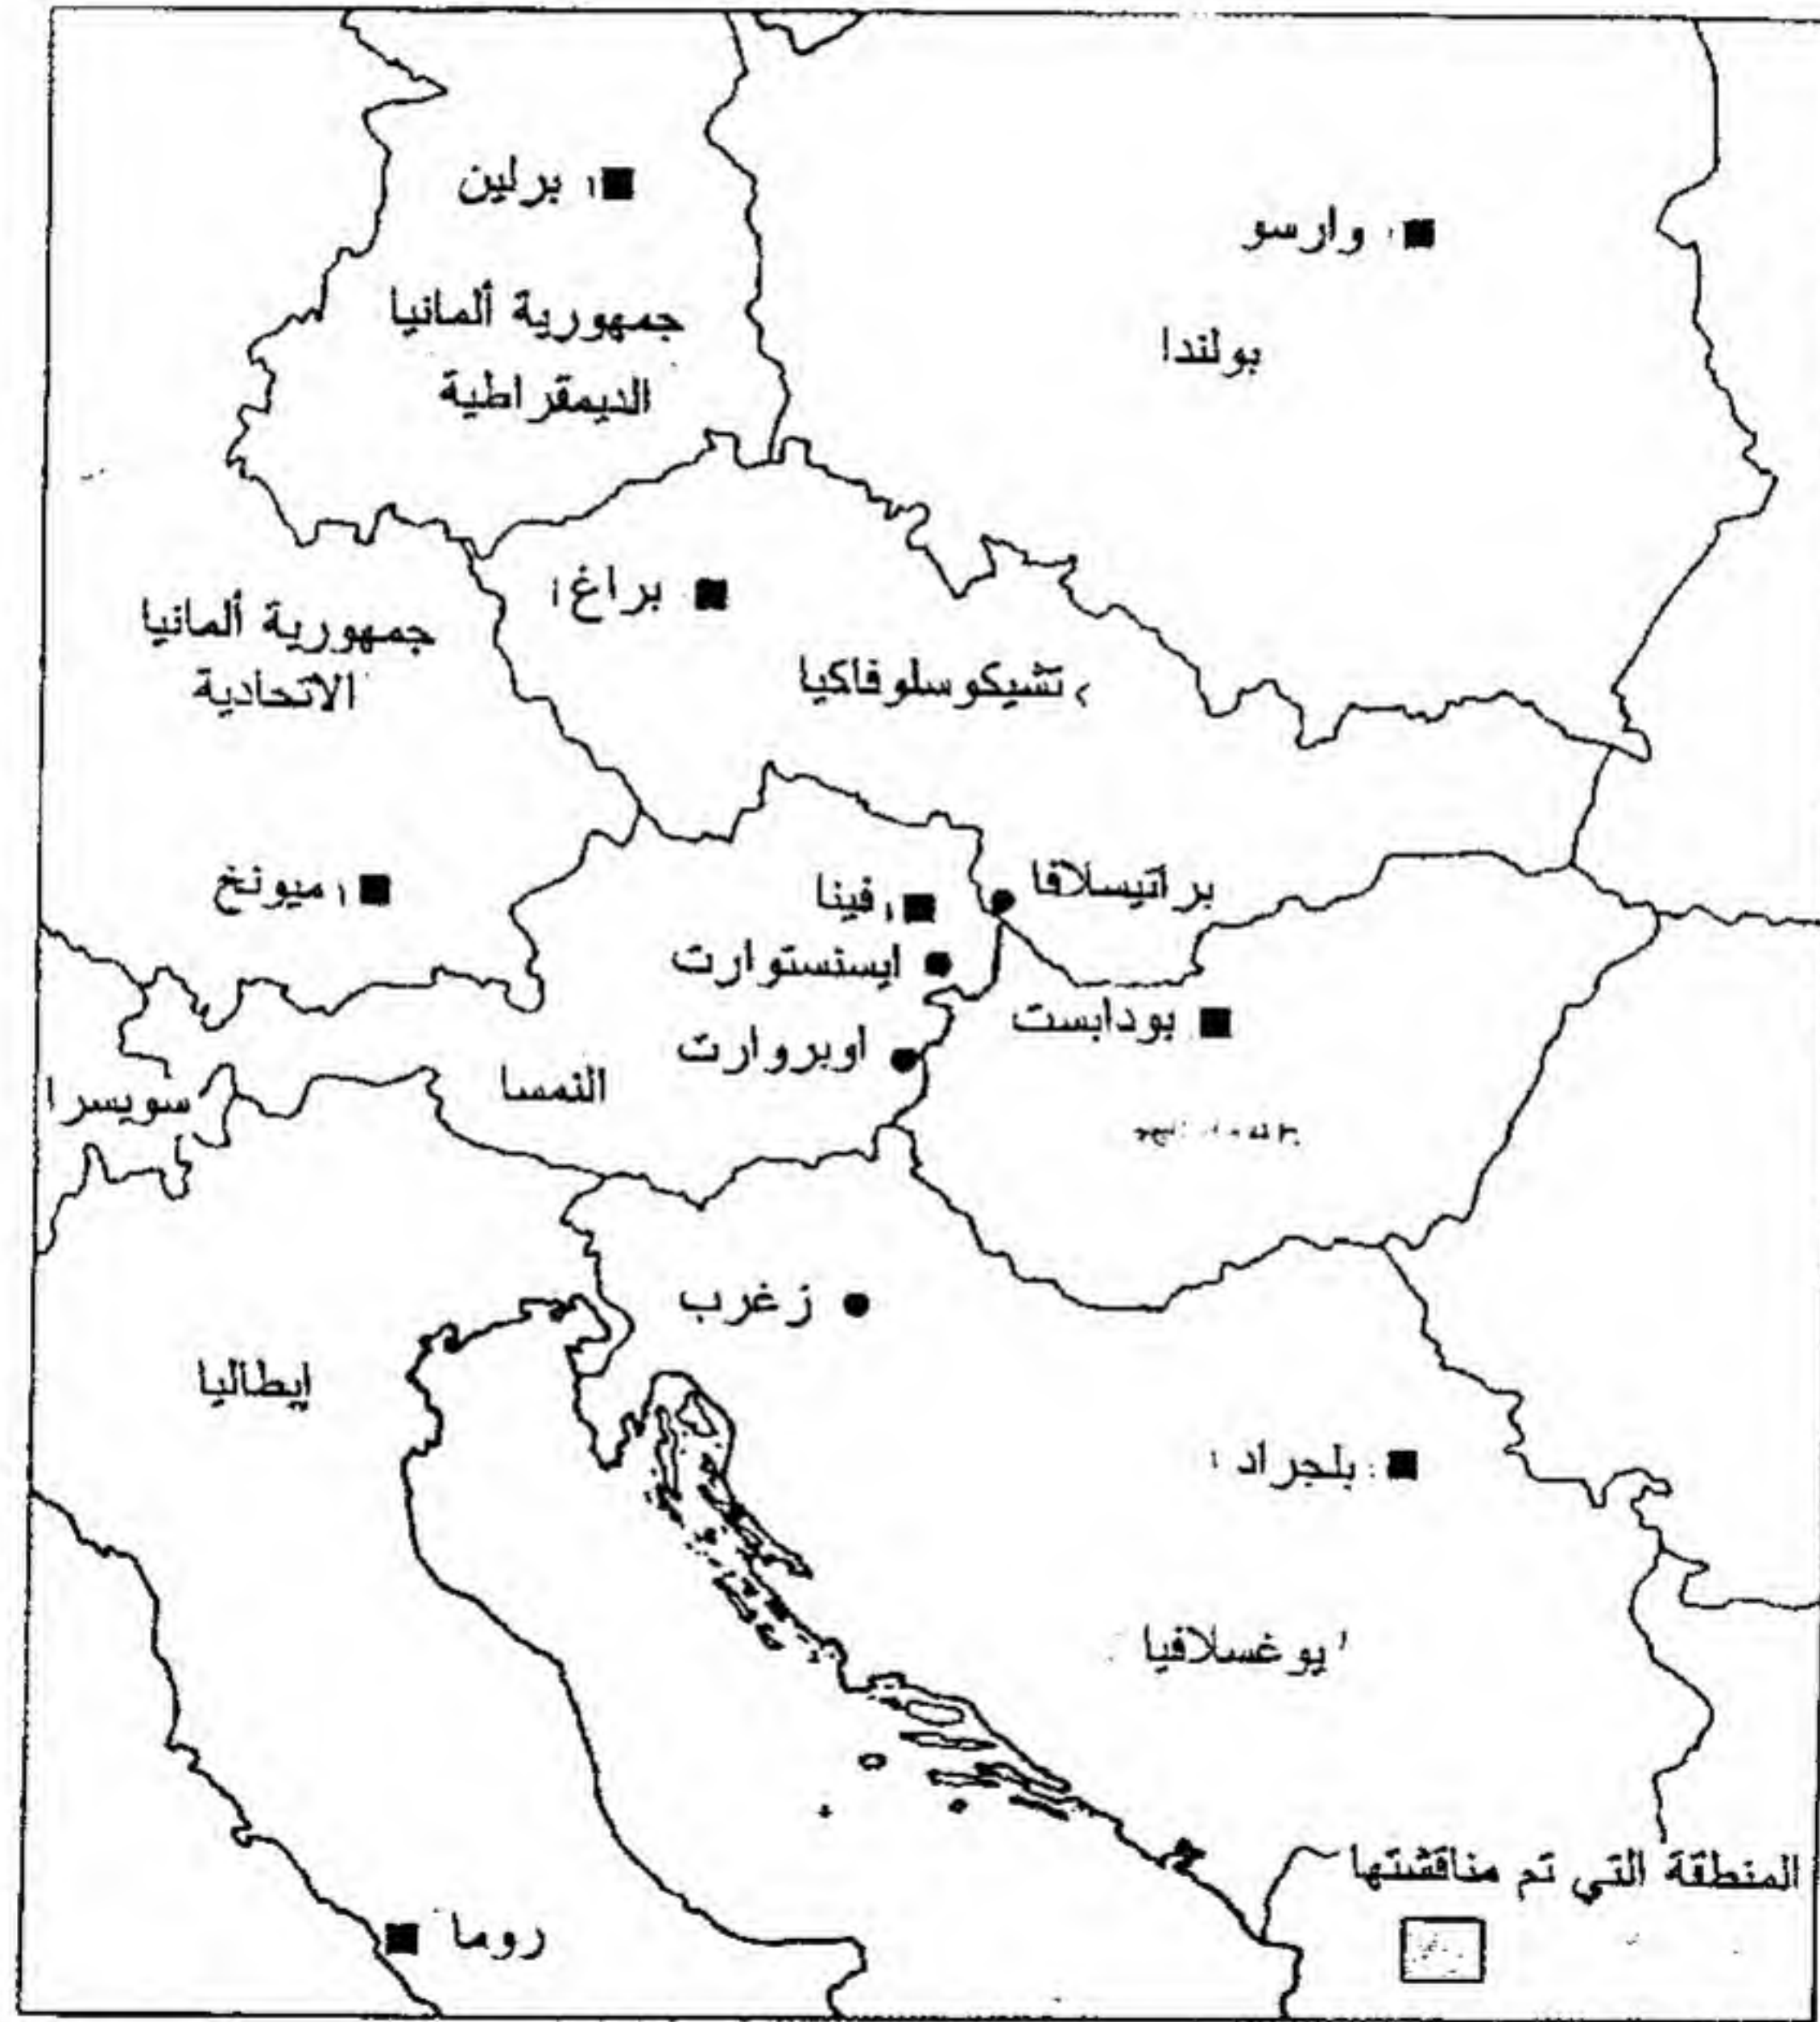 برلين
وارسو
جمهورية ألمانيا
الديمقراطية
بولندا
براغ
جمهورية ألمانيا
الاتحادية
تشيكوسلوفاكيا
ميونخ
فينا
براتيسلافا
ايسنستوارت
بودابست
اوبروارت
النمسا
سويسرا
زغرب
إيطاليا
بلجراد
يوغسلافيا
المنطقة التي تم مناقشتها
روما